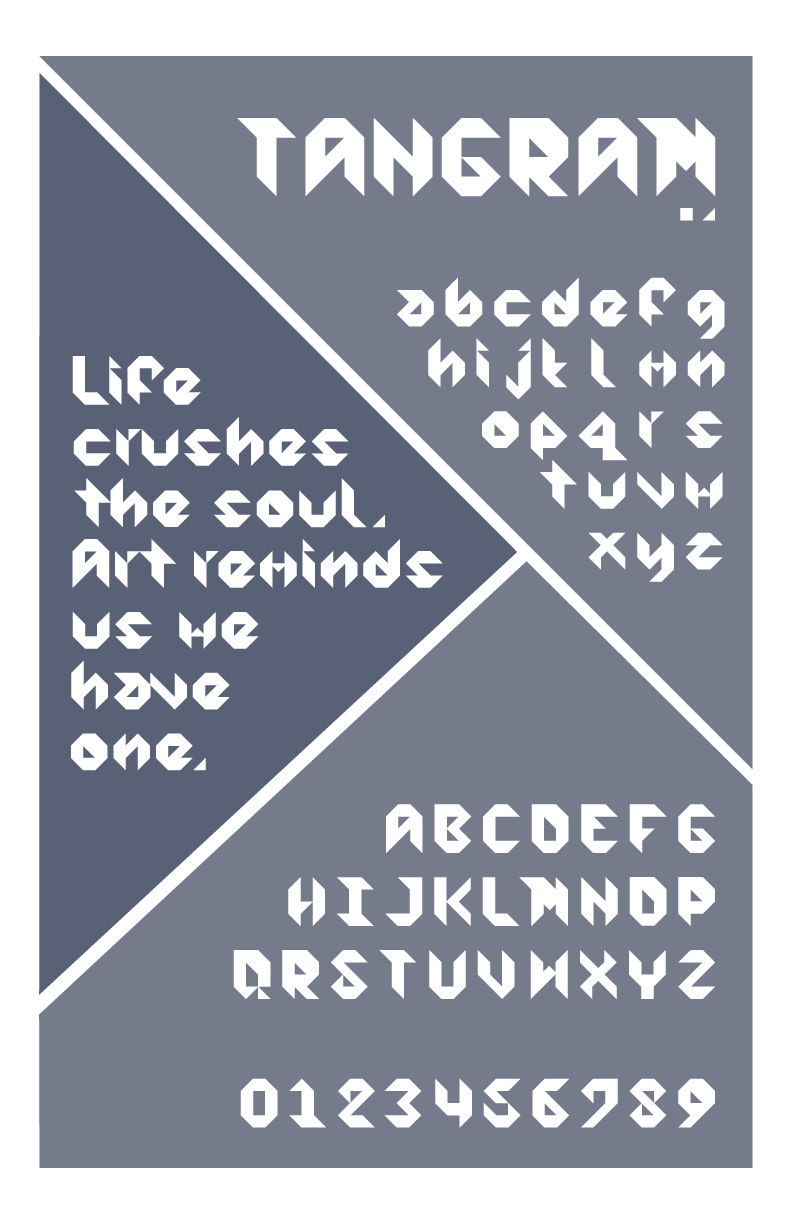 TANGRAM
abcdefg
hijklmn
opqrs
tuvw
xyz
Life
crushes
the soul.
Art reminds
us we
have
one.
ABCDEFG
HIJKLMNOP
QRSTUVWXYZ
0123456789